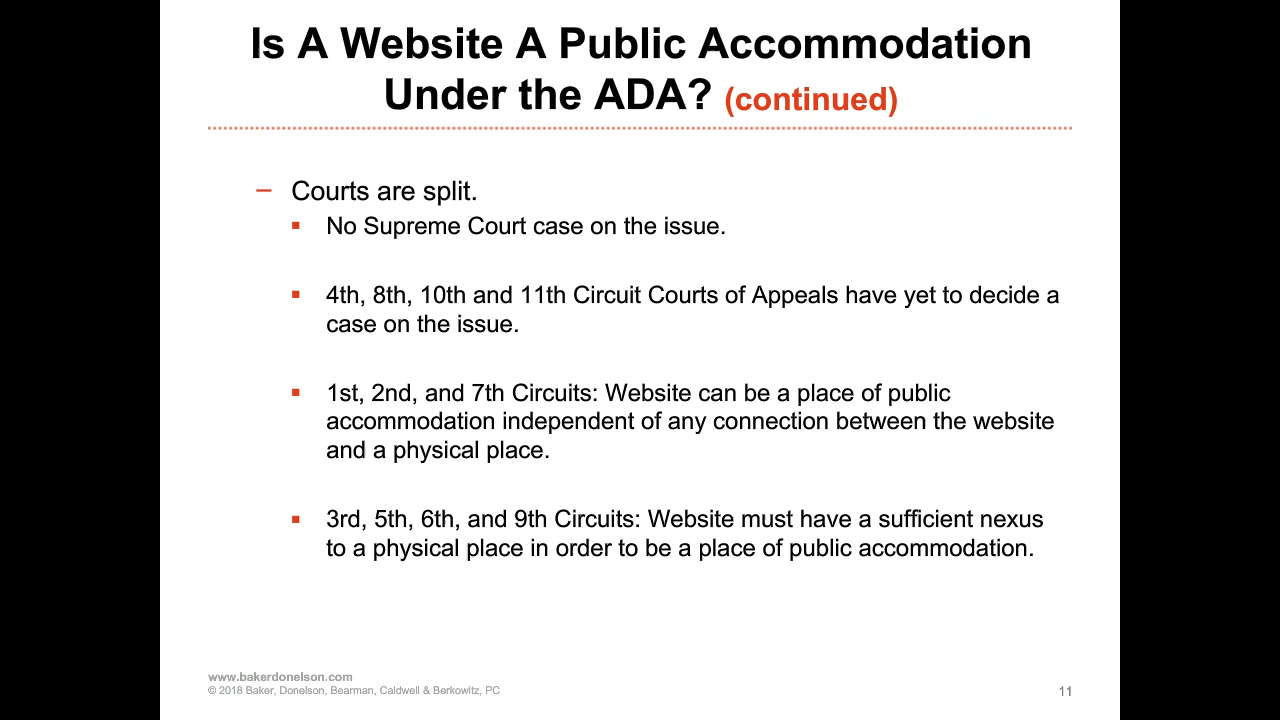 Is A Website A Public Accommodation
Under the ADA? (continued)
– Courts are split.
▪ No Supreme Court case on the issue.
▪ 4th, 8th, 10th and 11th Circuit Courts of Appeals have yet to decide a
case on the issue.
▪ 1st, 2nd, and 7th Circuits: Website can be a place of public
accommodation independent of any connection between the website
and a physical place.
▪ 3rd, 5th, 6th, and 9th Circuits: Website must have a sufficient nexus
to a physical place in order to be a place of public accommodation.
www.bakerdonelson.com
© 2018 Baker, Donelson, Bearman, Caldwell & Berkowitz, PC
11